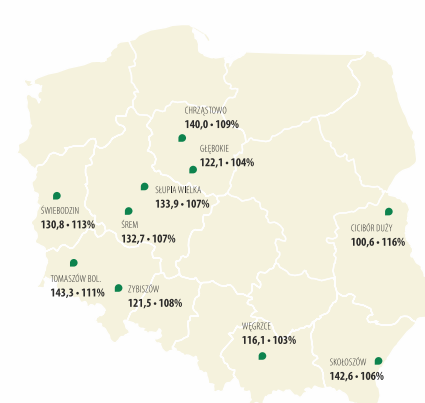 CHRZĄSTOWO
140,0 • 109%
GŁĘBOKIE
122,1 • 104%
SŁUPIA WIELKA
133,9 • 107%
ŚWIEBODZIN
130,8 • 113%
ŚREM
132,7 • 107%
CICIBÓR DUŻY
100,6 • 116%
TOMASZÓW BOL.
143,3 • 111%
ZYBISZÓW
121,5 • 108%
WĘGRZCE
116,1 • 103%
SKOŁOSZÓW
142,6 • 106%